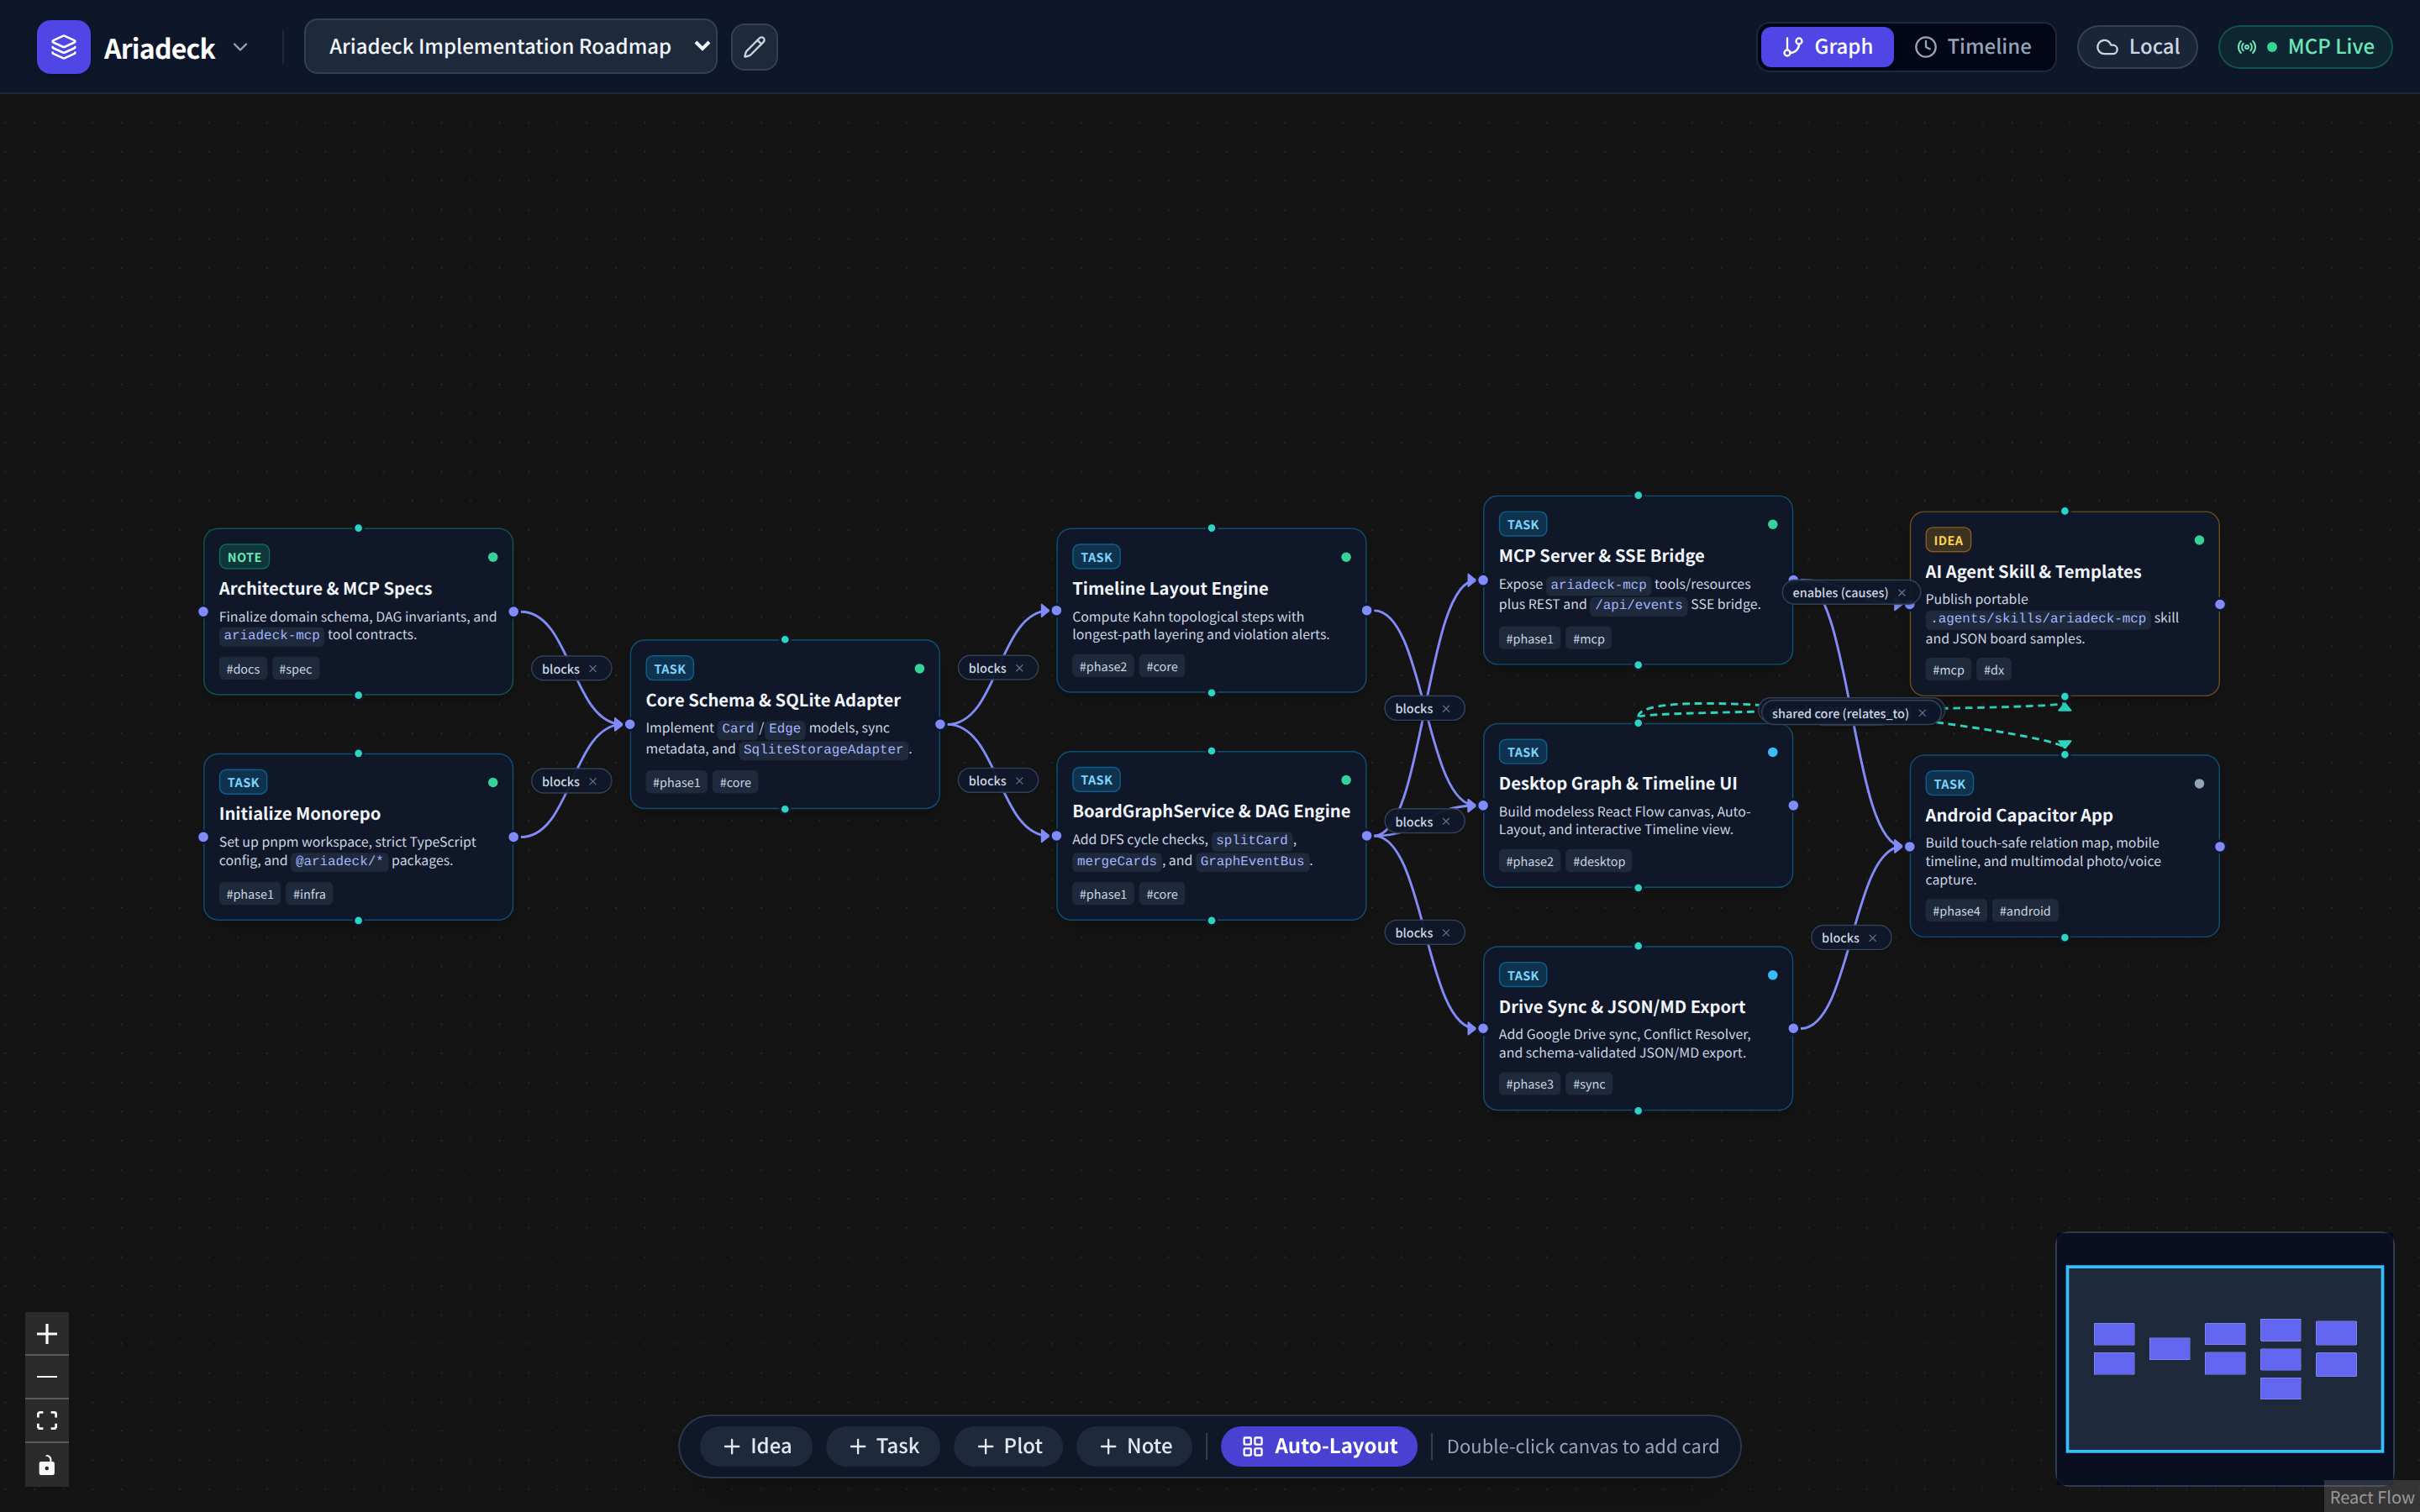 Ariadeck
Ariadeck Implementation Roadmap
Graph
Timeline
Local
MCP Live
NOTE
Architecture & MCP Specs
Finalize domain schema, DAG invariants, and
ariadeck-mcp tool contracts.
#docs #spec
TASK
Initialize Monorepo
Set up pnpm workspace, strict TypeScript
config, and @ariadeck/* packages.
#phase1 #infra
blocks ×
blocks ×
TASK
Core Schema & SQLite Adapter
Implement Card / Edge models, sync
metadata, and SqliteStorageAdapter.
#phase1 #core
blocks ×
blocks ×
TASK
Timeline Layout Engine
Compute Kahn topological steps with
longest-path layering and violation alerts.
#phase2 #core
TASK
BoardGraphService & DAG Engine
Add DFS cycle checks, splitCard,
mergeCards, and GraphEventBus.
#phase1 #core
blocks ×
blocks ×
blocks ×
TASK
MCP Server & SSE Bridge
Expose ariadeck-mcp tools/resources
plus REST and /api/events SSE bridge.
#phase1 #mcp
TASK
Desktop Graph & Timeline UI
Build modeless React Flow canvas, Auto-
Layout, and interactive Timeline view.
#phase2 #desktop
TASK
Drive Sync & JSON/MD Export
Add Google Drive sync, Conflict Resolver,
and schema-validated JSON/MD export.
#phase3 #sync
enables (causes) ×
shared core (relates_to) ×
blocks ×
IDEA
AI Agent Skill & Templates
Publish portable
.agents/skills/ariadeck-mcp skill
and JSON board samples.
#mcp #dx
TASK
Android Capacitor App
Build touch-safe relation map, mobile
timeline, and multimodal photo/voice
capture.
#phase4 #android
+ Idea
+ Task
+ Plot
+ Note
Auto-Layout
Double-click canvas to add card
React Flow